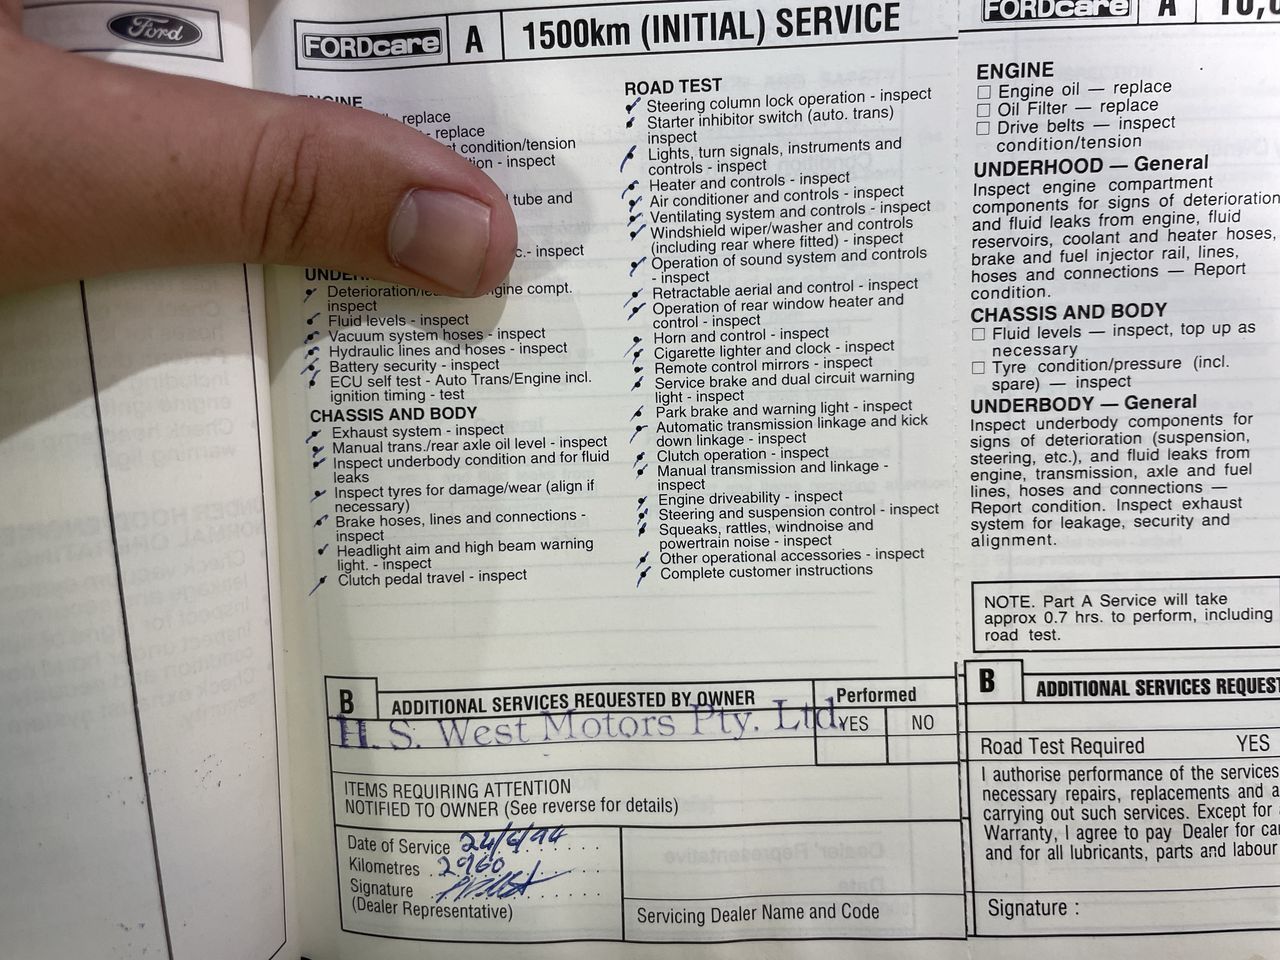 Ford
FORDcare A 1500km (INITIAL) SERVICE
replace
- replace
condition/tension
- inspect
tube and
- inspect
Deterioration/ compt.
inspect
Fluid levels - inspect
Vacuum system hoses - inspect
Hydraulic lines and hoses - inspect
Battery security - inspect
ECU self test - Auto Trans/Engine incl.
ignition timing - test
CHASSIS AND BODY
Exhaust system - inspect
Manual trans./rear axle oil level - inspect
Inspect underbody condition and for fluid
leaks
Inspect tyres for damage/wear (align if
necessary)
Brake hoses, lines and connections -
inspect
Headlight aim and high beam warning
light. - inspect
Clutch pedal travel - inspect
ROAD TEST
Steering column lock operation - inspect
Starter inhibitor switch (auto. trans)
inspect
Lights, turn signals, instruments and
controls - inspect
Heater and controls - inspect
Air conditioner and controls - inspect
Ventilating system and controls - inspect
Windshield wiper/washer and controls
(including rear where fitted) - inspect
Operation of sound system and controls
- inspect
Retractable aerial and control - inspect
Operation of rear window heater and
control - inspect
Horn and control - inspect
Cigarette lighter and clock - inspect
Remote control mirrors - inspect
Service brake and dual circuit warning
light - inspect
Park brake and warning light - inspect
Automatic transmission linkage and kick
down linkage - inspect
Clutch operation - inspect
Manual transmission and linkage -
inspect
Engine driveability - inspect
Steering and suspension control - inspect
Squeaks, rattles, windnoise and
powertrain noise - inspect
Other operational accessories - inspect
Complete customer instructions
B ADDITIONAL SERVICES REQUESTED BY OWNER Performed
H. S. West Motors Pty. Ltd. YES NO
ITEMS REQUIRING ATTENTION
NOTIFIED TO OWNER (See reverse for details)
Date of Service 24/6/94
Kilometres 2960
Signature
(Dealer Representative)
Servicing Dealer Name and Code
FORDcare A
ENGINE
Engine oil — replace
Oil Filter — replace
Drive belts — inspect
condition/tension
UNDERHOOD — General
Inspect engine compartment
components for signs of deterioration
and fluid leaks from engine, fluid
reservoirs, coolant and heater hoses,
brake and fuel injector rail, lines,
hoses and connections — Report
condition.
CHASSIS AND BODY
Fluid levels — inspect, top up as
necessary
Tyre condition/pressure (incl.
spare) — inspect
UNDERBODY — General
Inspect underbody components for
signs of deterioration (suspension,
steering, etc.), and fluid leaks from
engine, transmission, axle and fuel
lines, hoses and connections —
Report condition. Inspect exhaust
system for leakage, security and
alignment.
NOTE. Part A Service will take
approx 0.7 hrs. to perform, including
road test.
B ADDITIONAL SERVICES REQUEST
Road Test Required YES
I authorise performance of the services
necessary repairs, replacements and a
carrying out such services. Except for
Warranty, I agree to pay Dealer for ca
and for all lubricants, parts and labour
Signature :